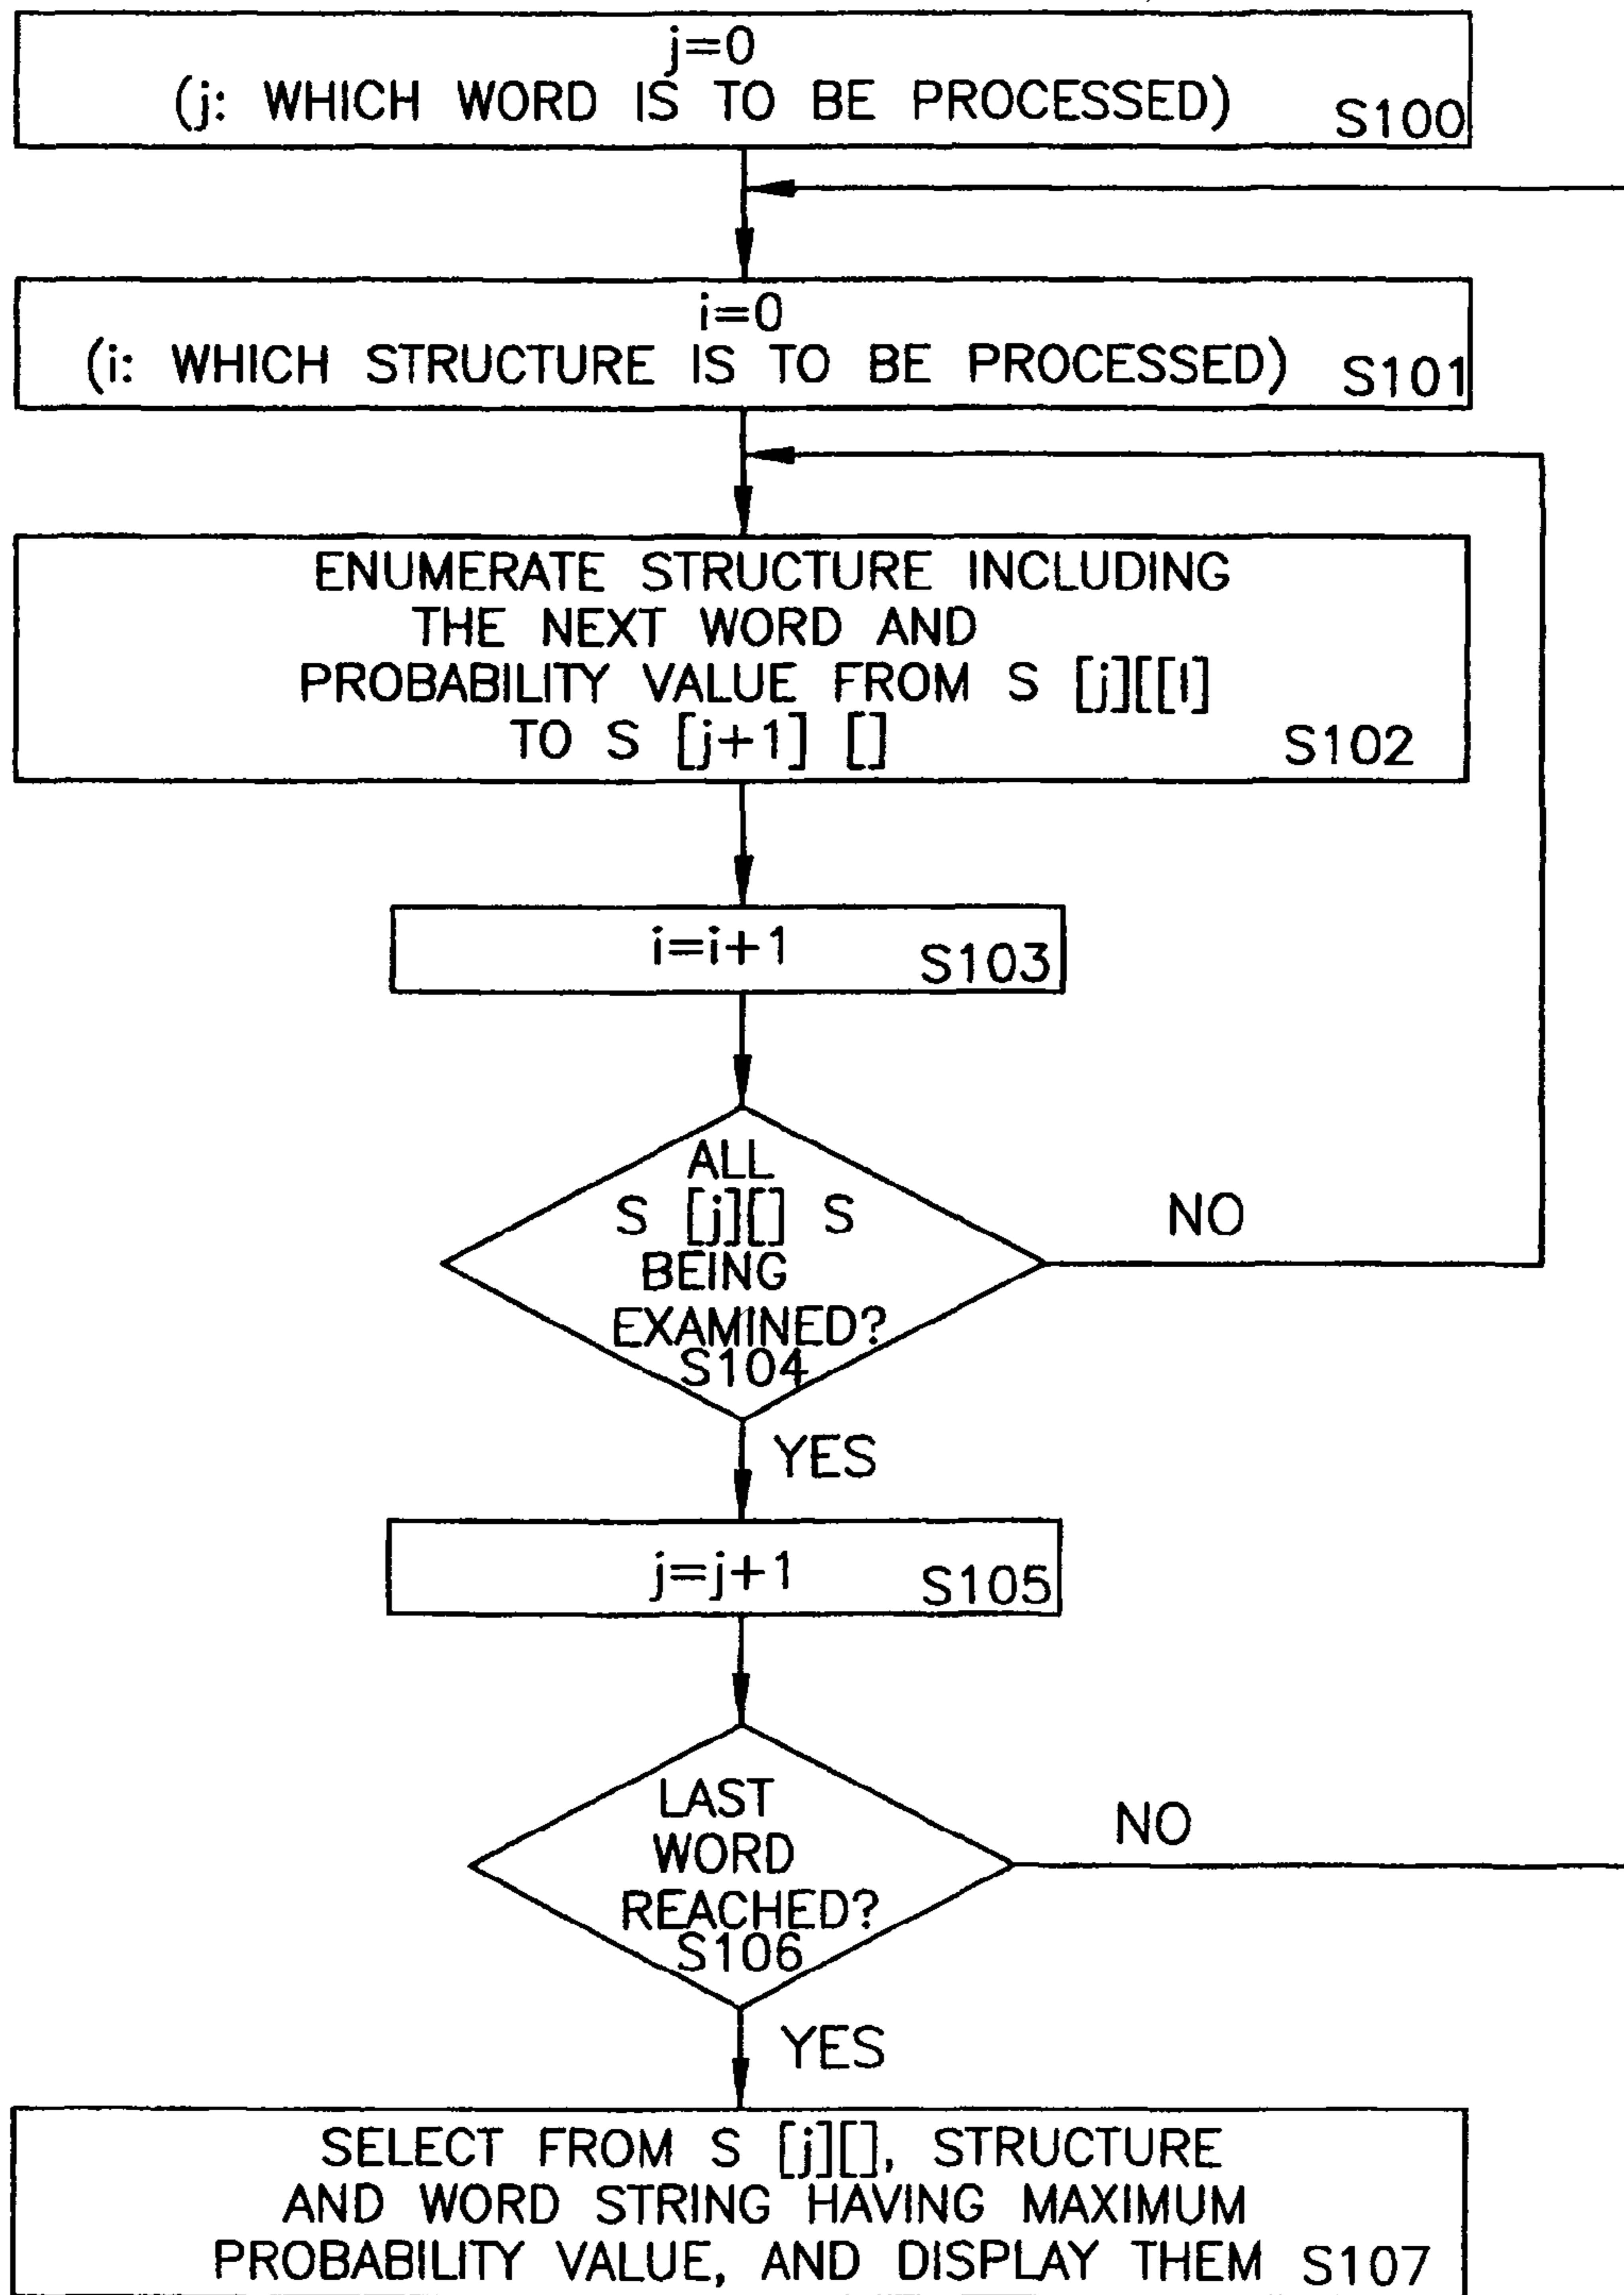 j=0
(j: WHICH WORD IS TO BE PROCESSED) S100
i=0
(i: WHICH STRUCTURE IS TO BE PROCESSED) S101
ENUMERATE STRUCTURE INCLUDING
THE NEXT WORD AND
PROBABILITY VALUE FROM S [j][[I]
TO S [j+1] [] S102
i=i+1 S103
ALL
S [j][] S
BEING
EXAMINED?
S104
NO
YES
j=j+1 S105
LAST
WORD
REACHED?
S106
NO
YES
SELECT FROM S [j][], STRUCTURE
AND WORD STRING HAVING MAXIMUM
PROBABILITY VALUE, AND DISPLAY THEM S107